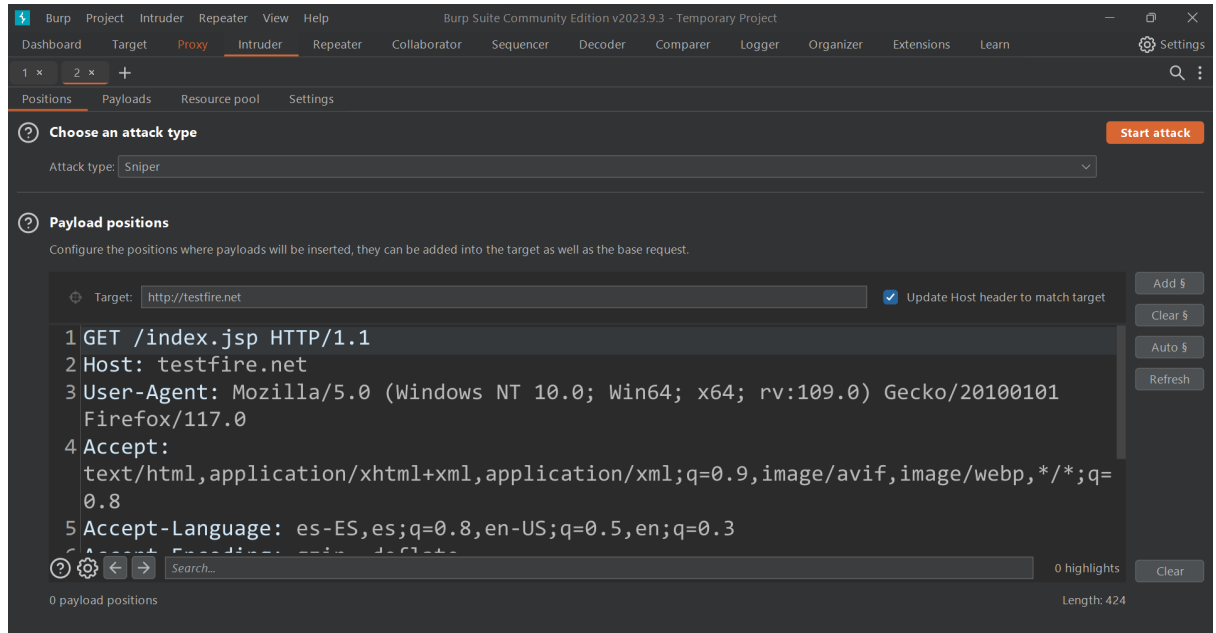 Burp Project Intruder Repeater View Help Burp Suite Community Edition v2023.9.3 - Temporary Project
Dashboard Target Proxy Intruder Repeater Collaborator Sequencer Decoder Comparer Logger Organizer Extensions Learn Settings
1 × 2 × +
Positions Payloads Resource pool Settings
? Choose an attack type Start attack
Attack type: Sniper
? Payload positions
Configure the positions where payloads will be inserted, they can be added into the target as well as the base request.
Add §
Target: http://testfire.net Update Host header to match target
Clear §
1 GET /index.jsp HTTP/1.1
Auto §
2 Host: testfire.net
Refresh
3 User-Agent: Mozilla/5.0 (Windows NT 10.0; Win64; x64; rv:109.0) Gecko/20100101
Firefox/117.0
4 Accept:
text/html,application/xhtml+xml,application/xml;q=0.9,image/avif,image/webp,*/*;q=
0.8
5 Accept-Language: es-ES,es;q=0.8,en-US;q=0.5,en;q=0.3
? Search... 0 highlights Clear
0 payload positions Length: 424